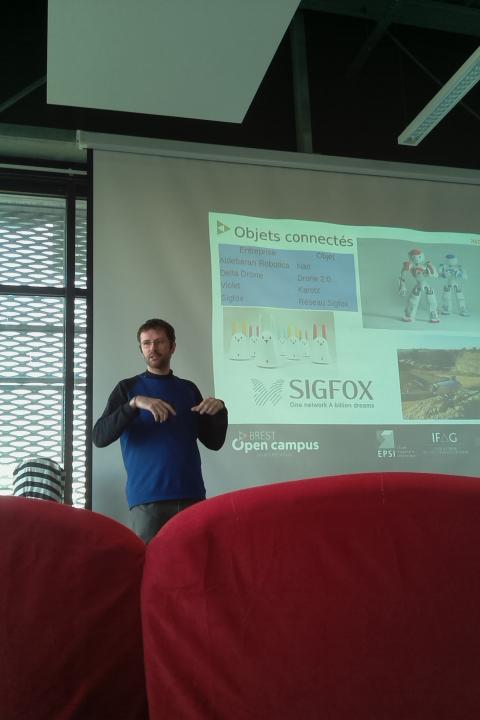 Objets connectés
Entreprise Objet
Aldebaran Robotics Nao
Delta Drone Drone 2.0
Violet Karotz
Sigfox Réseau Sigfox
SIGFOX
One network A billion dreams
BREST
Open campus
EPSI
IFAG